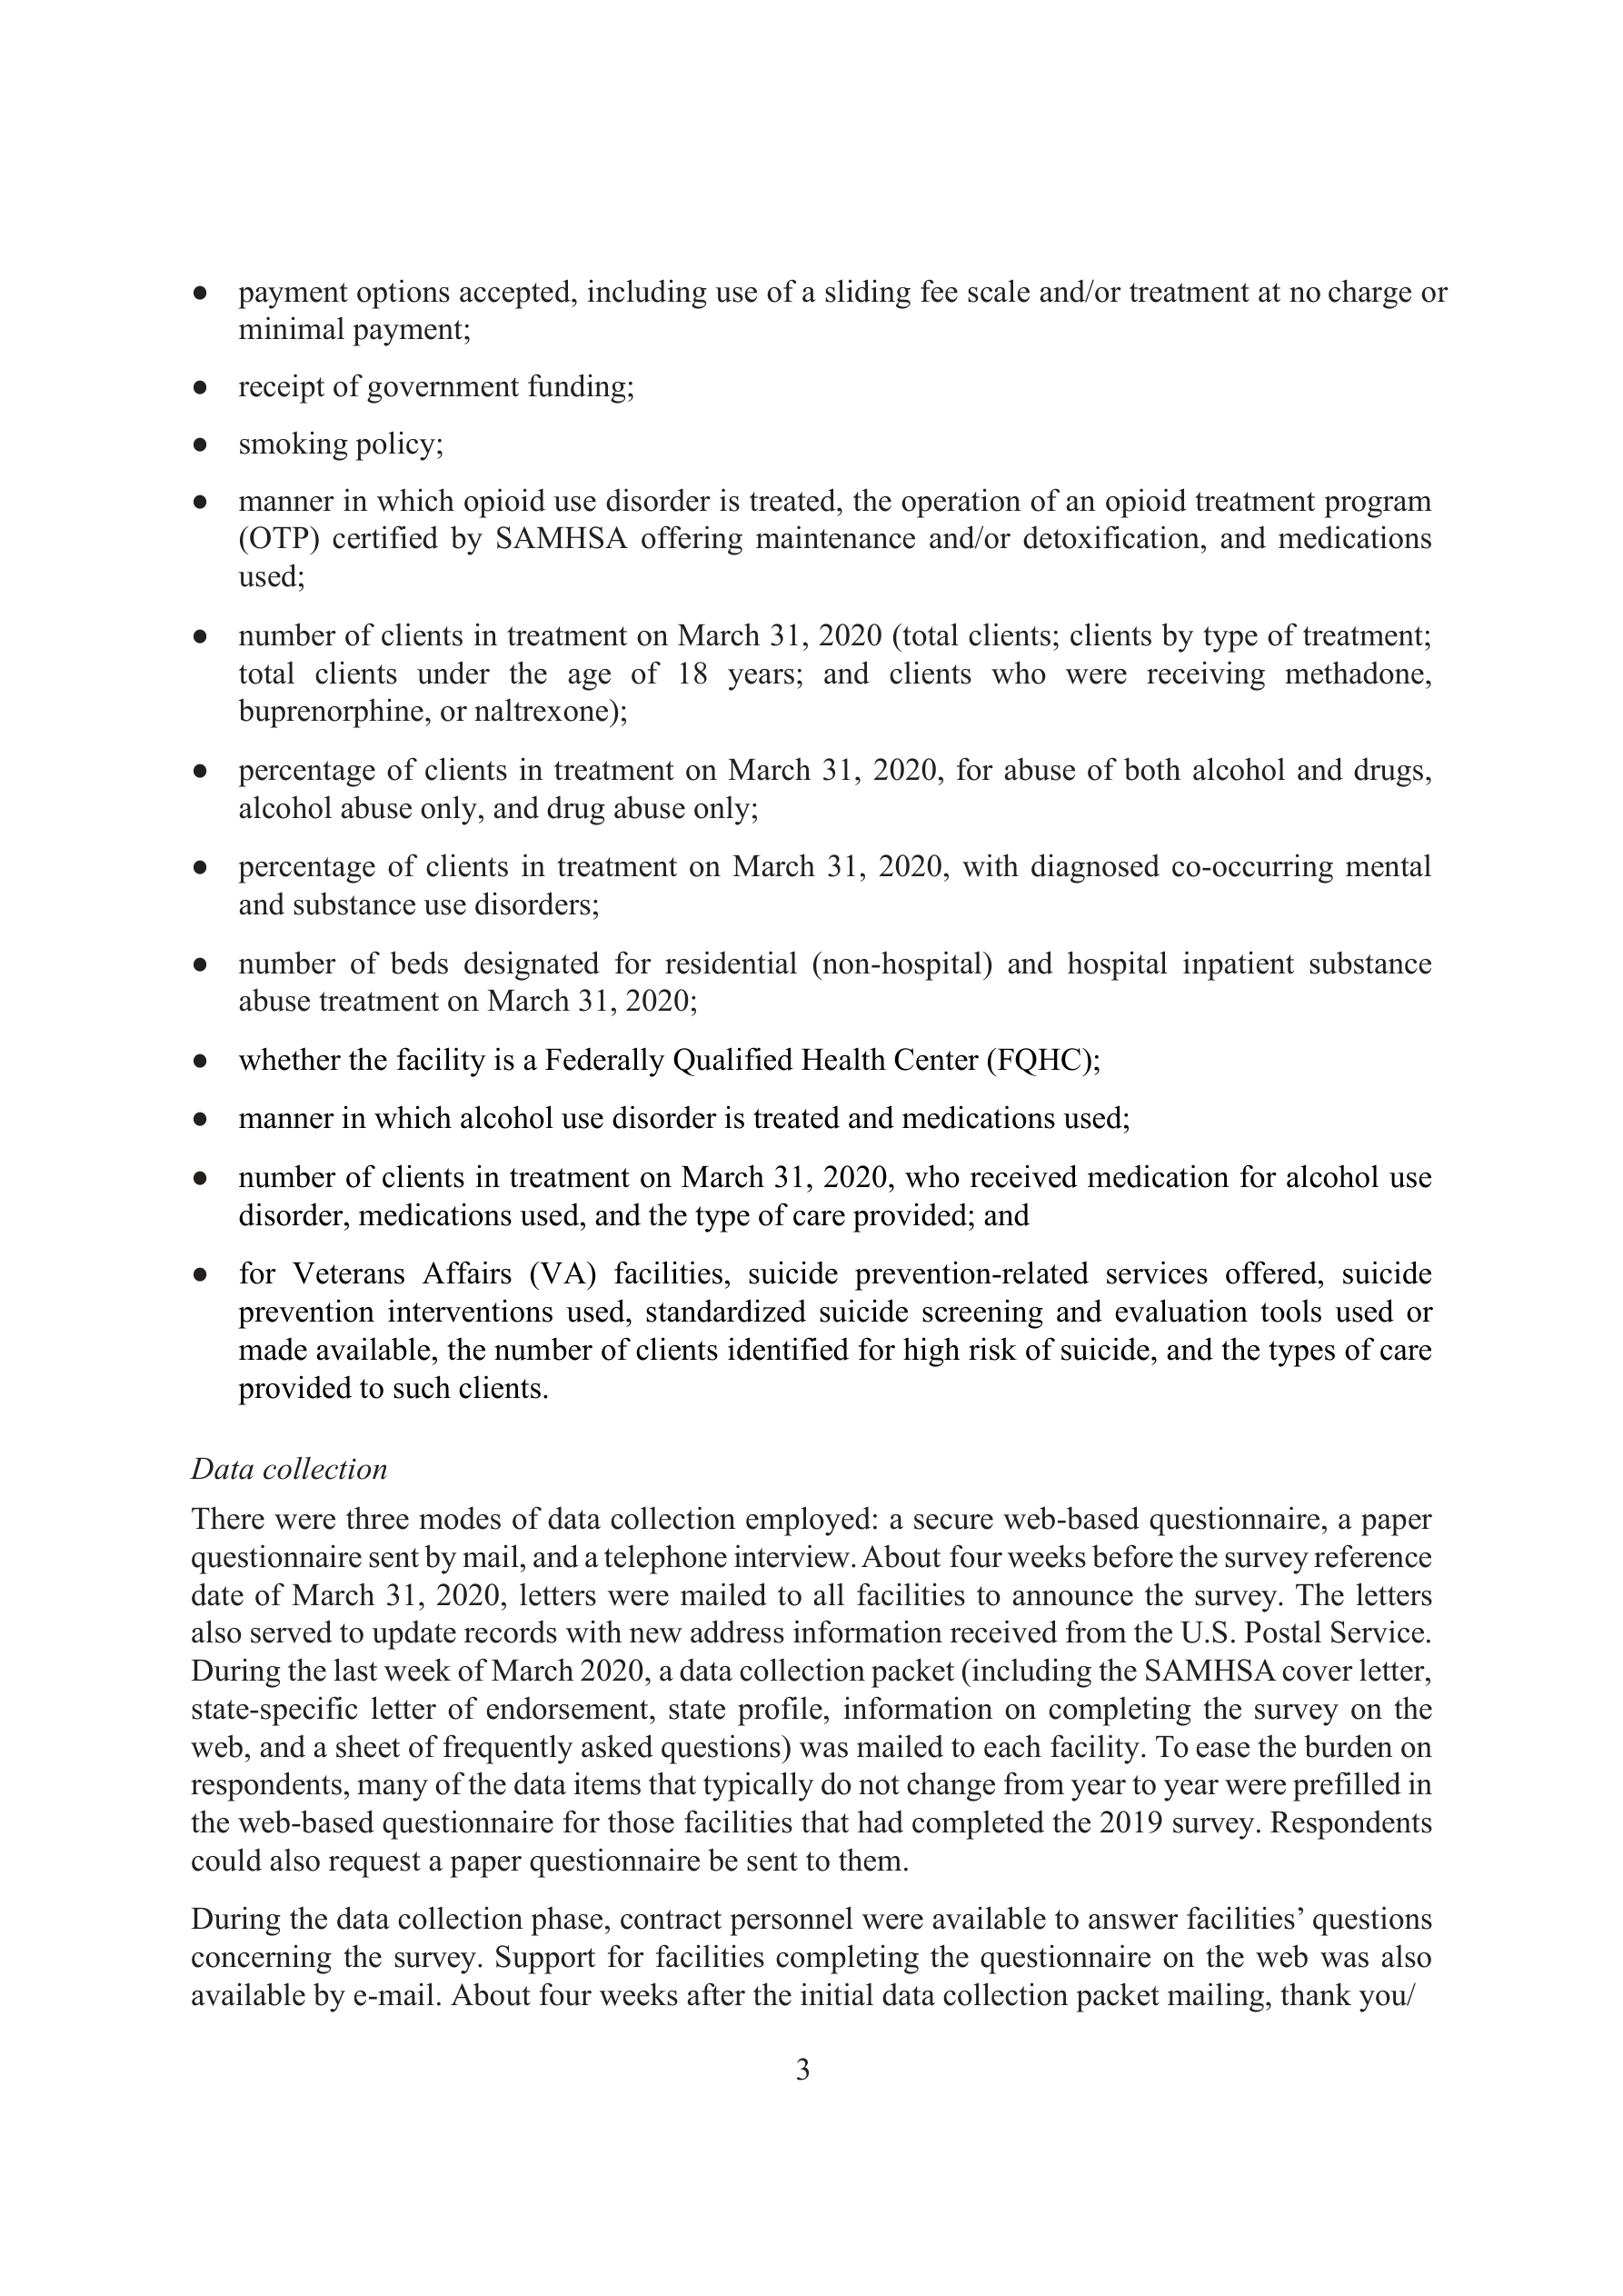 ● payment options accepted, including use of a sliding fee scale and/or treatment at no charge or
minimal payment;
● receipt of government funding;
● smoking policy;
● manner in which opioid use disorder is treated, the operation of an opioid treatment program
(OTP) certified by SAMHSA offering maintenance and/or detoxification, and medications
used;
● number of clients in treatment on March 31, 2020 (total clients; clients by type of treatment;
total clients under the age of 18 years; and clients who were receiving methadone,
buprenorphine, or naltrexone);
● percentage of clients in treatment on March 31, 2020, for abuse of both alcohol and drugs,
alcohol abuse only, and drug abuse only;
● percentage of clients in treatment on March 31, 2020, with diagnosed co-occurring mental
and substance use disorders;
● number of beds designated for residential (non-hospital) and hospital inpatient substance
abuse treatment on March 31, 2020;
● whether the facility is a Federally Qualified Health Center (FQHC);
● manner in which alcohol use disorder is treated and medications used;
● number of clients in treatment on March 31, 2020, who received medication for alcohol use
disorder, medications used, and the type of care provided; and
● for Veterans Affairs (VA) facilities, suicide prevention-related services offered, suicide
prevention interventions used, standardized suicide screening and evaluation tools used or
made available, the number of clients identified for high risk of suicide, and the types of care
provided to such clients.
Data collection
There were three modes of data collection employed: a secure web-based questionnaire, a paper
questionnaire sent by mail, and a telephone interview. About four weeks before the survey reference
date of March 31, 2020, letters were mailed to all facilities to announce the survey. The letters
also served to update records with new address information received from the U.S. Postal Service.
During the last week of March 2020, a data collection packet (including the SAMHSA cover letter,
state-specific letter of endorsement, state profile, information on completing the survey on the
web, and a sheet of frequently asked questions) was mailed to each facility. To ease the burden on
respondents, many of the data items that typically do not change from year to year were prefilled in
the web-based questionnaire for those facilities that had completed the 2019 survey. Respondents
could also request a paper questionnaire be sent to them.
During the data collection phase, contract personnel were available to answer facilities’ questions
concerning the survey. Support for facilities completing the questionnaire on the web was also
available by e-mail. About four weeks after the initial data collection packet mailing, thank you/
3